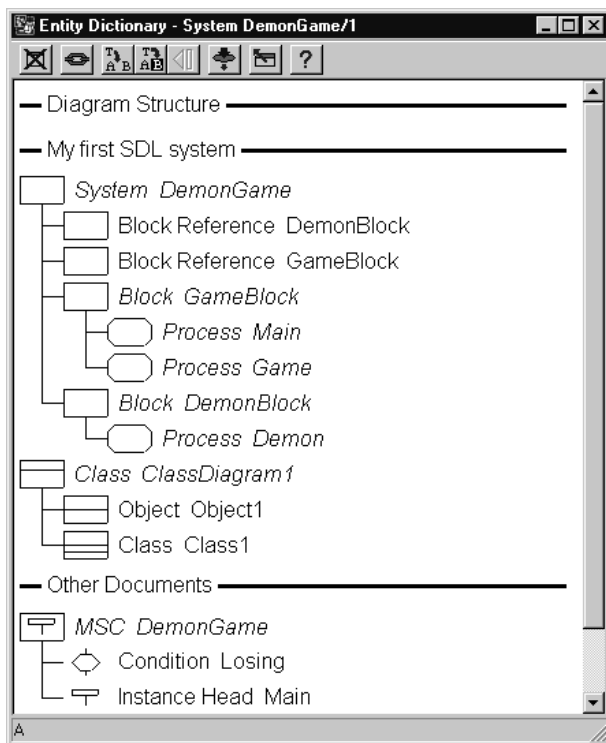 Entity Dictionary - System DemonGame/1
Diagram Structure
My first SDL system
System DemonGame
Block Reference DemonBlock
Block Reference GameBlock
Block GameBlock
Process Main
Process Game
Block DemonBlock
Process Demon
Class ClassDiagram1
Object Object1
Class Class1
Other Documents
MSC DemonGame
Condition Losing
Instance Head Main
A